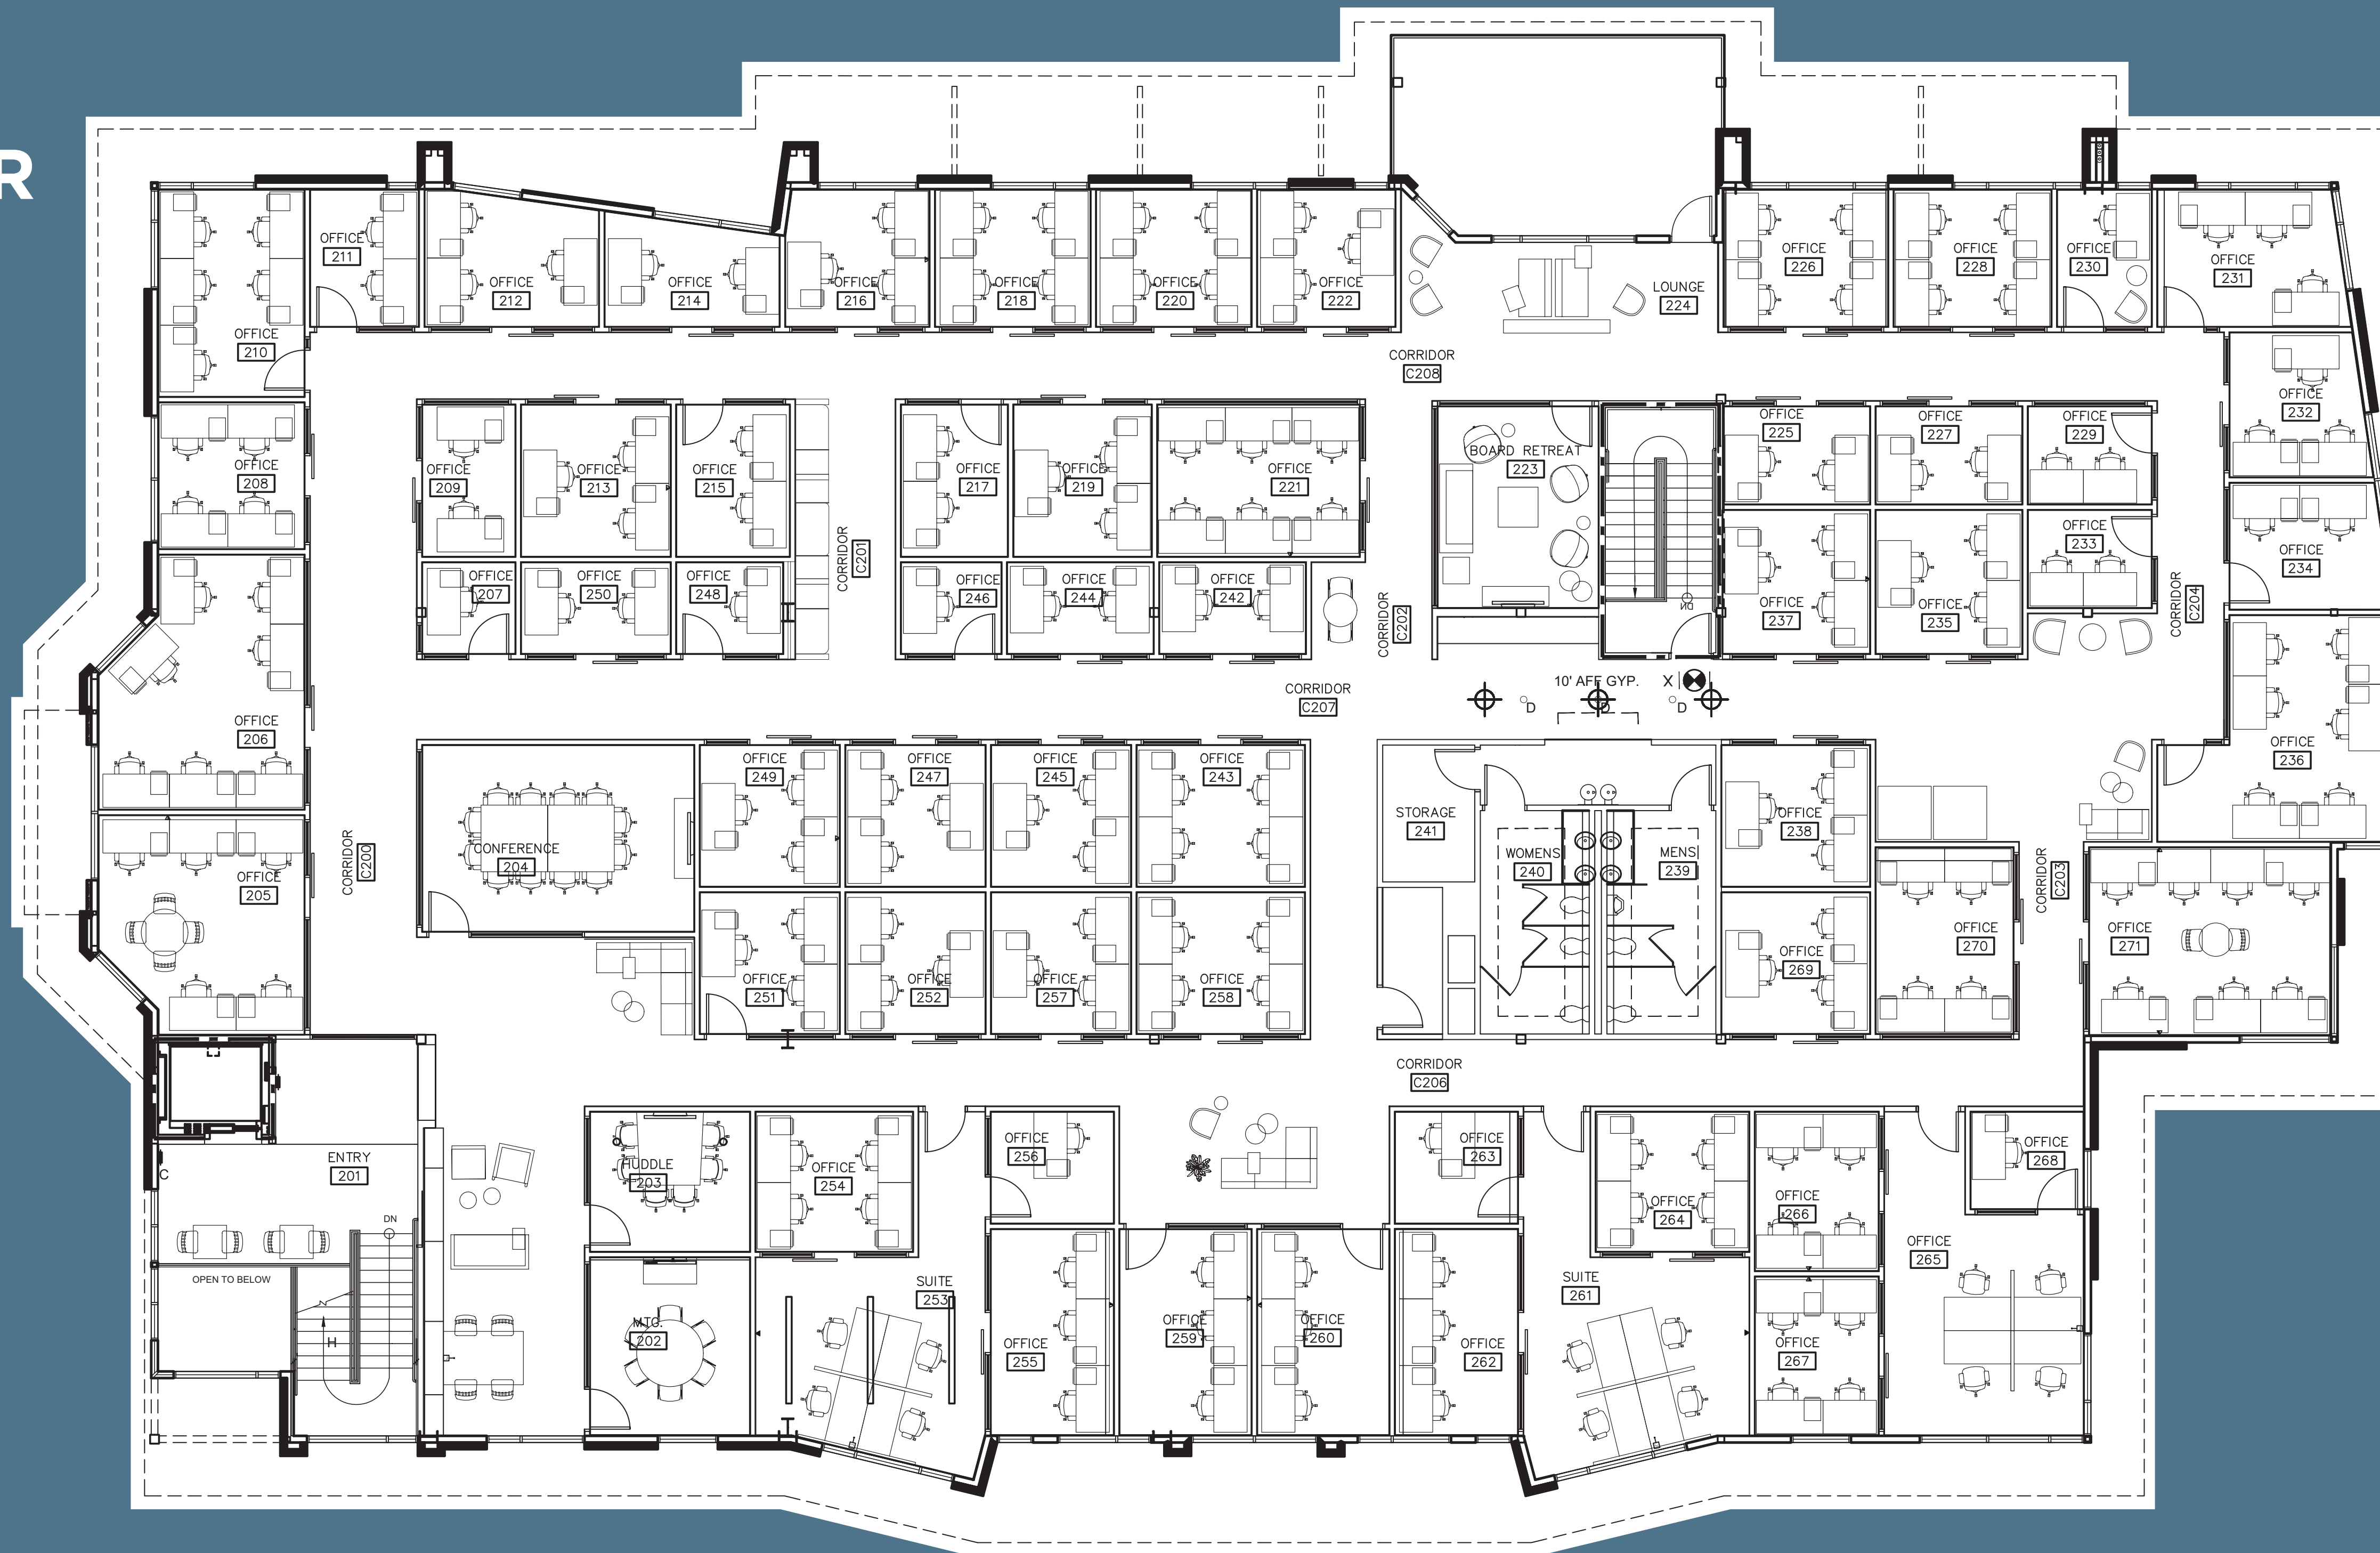 R
OFFICE
211
OFFICE
210
OFFICE
212
OFFICE
214
OFFICE
216
OFFICE
218
OFFICE
220
OFFICE
222
LOUNGE
224
OFFICE
226
OFFICE
228
OFFICE
230
OFFICE
231
CORRIDOR
C208
OFFICE
232
OFFICE
208
OFFICE
209
OFFICE
213
OFFICE
215
CORRIDOR
C201
OFFICE
217
OFFICE
219
OFFICE
221
BOARD RETREAT
223
OFFICE
225
OFFICE
227
OFFICE
229
OFFICE
233
OFFICE
234
OFFICE
207
OFFICE
250
OFFICE
248
OFFICE
246
OFFICE
244
OFFICE
242
CORRIDOR
C202
DN
OFFICE
237
OFFICE
235
CORRIDOR
C204
OFFICE
206
CORRIDOR
C207
10' AFF GYP.
X
D
D
D
OFFICE
236
OFFICE
205
CORRIDOR
C200
CONFERENCE
204
OFFICE
249
OFFICE
247
OFFICE
245
OFFICE
243
STORAGE
241
WOMENS
240
MENS
239
OFFICE
238
CORRIDOR
C203
OFFICE
251
OFFICE
252
OFFICE
257
OFFICE
258
OFFICE
269
OFFICE
270
OFFICE
271
CORRIDOR
C206
ENTRY
201
C
DN
OPEN TO BELOW
H
HUDDLE
203
OFFICE
254
OFFICE
256
OFFICE
263
OFFICE
264
OFFICE
266
OFFICE
268
OFFICE
265
MTG.
202
SUITE
253
OFFICE
255
OFFICE
259
OFFICE
260
OFFICE
262
SUITE
261
OFFICE
267